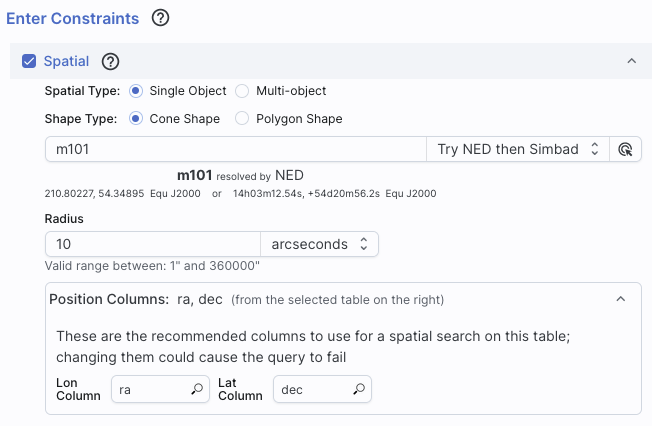 Enter Constraints
Spatial
Spatial Type: Single Object Multi-object
Shape Type: Cone Shape Polygon Shape
m101 Try NED then Simbad
m101 resolved by NED
210.80227, 54.34895 Equ J2000 or 14h03m12.54s, +54d20m56.2s Equ J2000
Radius
10 arcseconds
Valid range between: 1" and 360000"
Position Columns: ra, dec (from the selected table on the right)
These are the recommended columns to use for a spatial search on this table;
changing them could cause the query to fail
Lon Column ra Lat Column dec